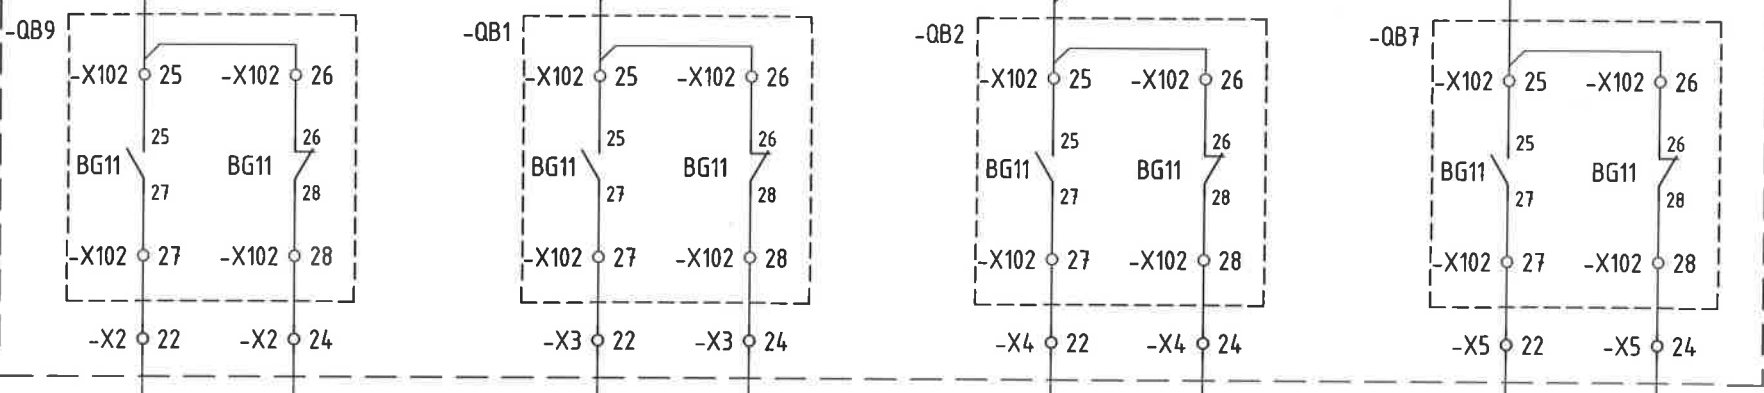 -QB9
-X102 25 -X102 26
25 26
BG11 BG11
27 28
-X102 27 -X102 28
-X2 22 -X2 24
-QB1
-X102 25 -X102 26
25 26
BG11 BG11
27 28
-X102 27 -X102 28
-X3 22 -X3 24
-QB2
-X102 25 -X102 26
25 26
BG11 BG11
27 28
-X102 27 -X102 28
-X4 22 -X4 24
-QB7
-X102 25 -X102 26
25 26
BG11 BG11
27 28
-X102 27 -X102 28
-X5 22 -X5 24